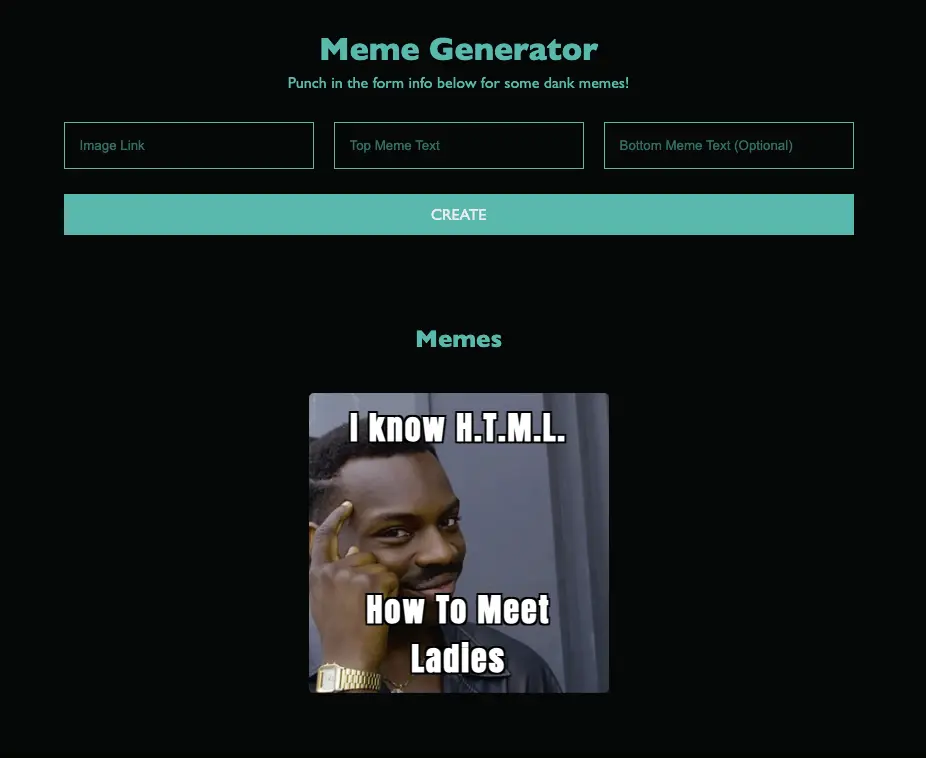 Meme Generator
Punch in the form info below for some dank memes!
Image Link
Top Meme Text
Bottom Meme Text (Optional)
CREATE
Memes
I know H.T.M.L.
How To Meet
Ladies